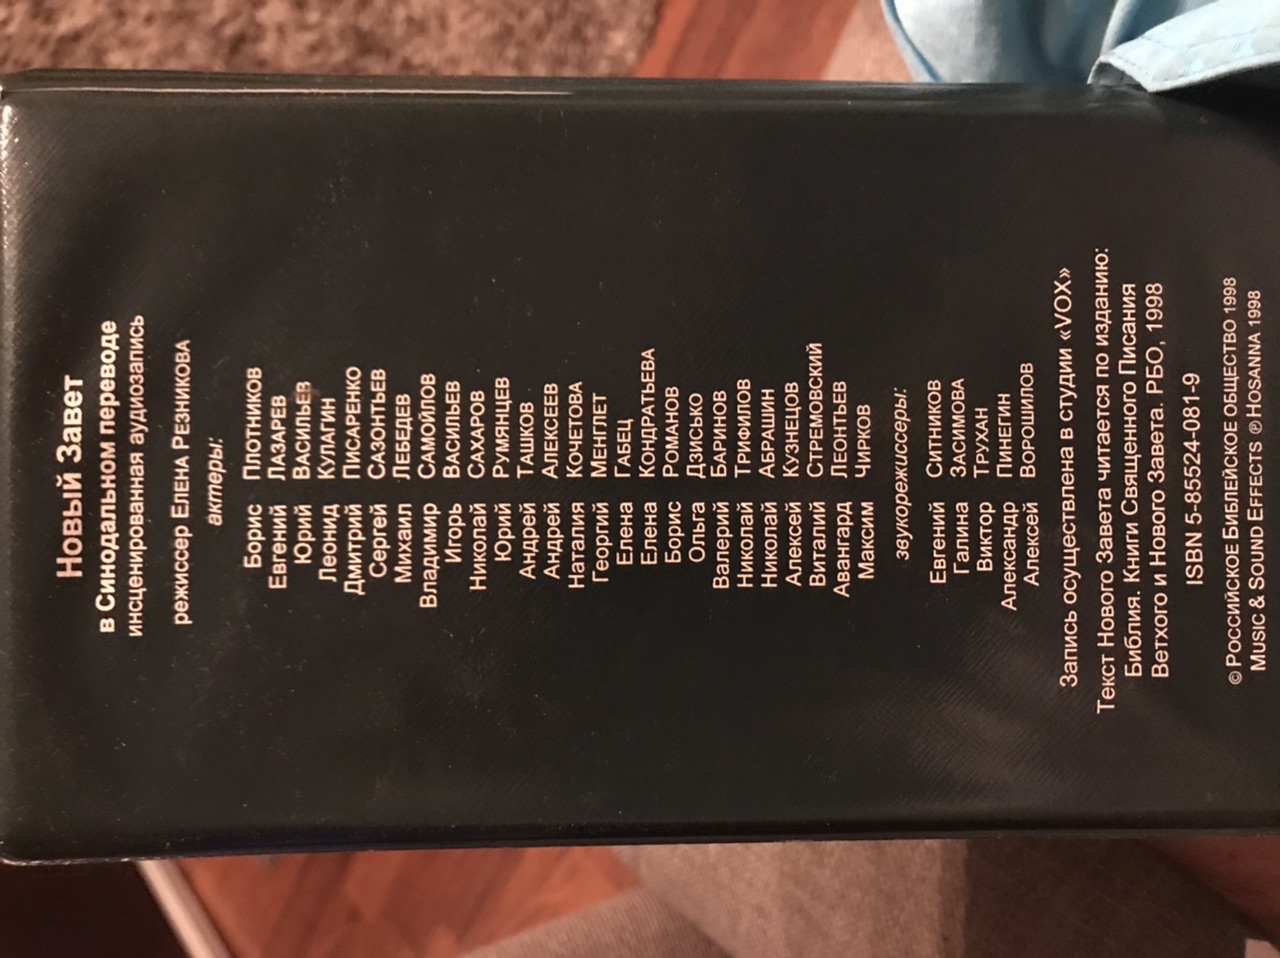 Новый Завет
в Синодальном переводе
инсценированная аудиозапись
режиссер Елена Резникова
актеры:
Борис Плотников
Евгений Лазарев
Юрий Васильев
Леонид Кулагин
Дмитрий Писаренко
Сергей Сазонтьев
Михаил Лебедев
Владимир Самойлов
Игорь Васильев
Николай Сахаров
Юрий Румянцев
Андрей Ташков
Андрей Алексеев
Наталия Кочетова
Георгий Менглет
Елена Габец
Елена Кондратьева
Борис Романов
Ольга Дзисько
Валерий Баринов
Николай Трифилов
Николай Абрашин
Алексей Кузнецов
Виталий Стремовский
Авангард Леонтьев
Максим Чирков
звукорежиссеры:
Евгений Ситников
Галина Засимова
Виктор Трухан
Александр Пинегин
Алексей Ворошилов
Запись осуществлена в студии «VOX»
Текст Нового Завета читается по изданию:
Библия. Книги Священного Писания
Ветхого и Нового Завета. РБО, 1998
ISBN 5-85524-081-9
© Российское Библейское Общество 1998
Music & Sound Effects ℗ Hosanna 1998